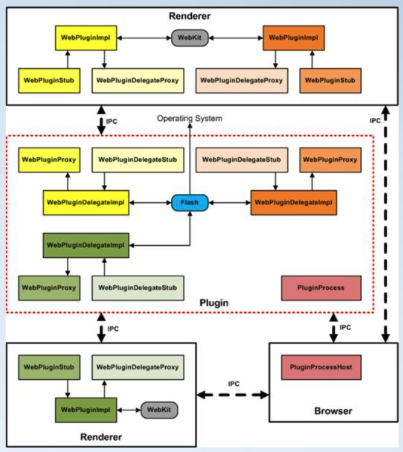 Renderer
WebPluginImpl
WebKit
WebPluginImpl
WebPluginStub
WebPluginDelegateProxy
WebPluginDelegateProxy
WebPluginStub
IPC
Operating System
IPC
WebPluginProxy
WebPluginDelegateStub
WebPluginDelegateStub
WebPluginProxy
WebPluginDelegateImpl
Flash
WebPluginDelegateImpl
WebPluginDelegateImpl
WebPluginProxy
WebPluginDelegateStub
PluginProcess
Plugin
IPC
IPC
WebPluginStub
WebPluginDelegateProxy
PluginProcessHost
IPC
WebPluginImpl
WebKit
Browser
Renderer